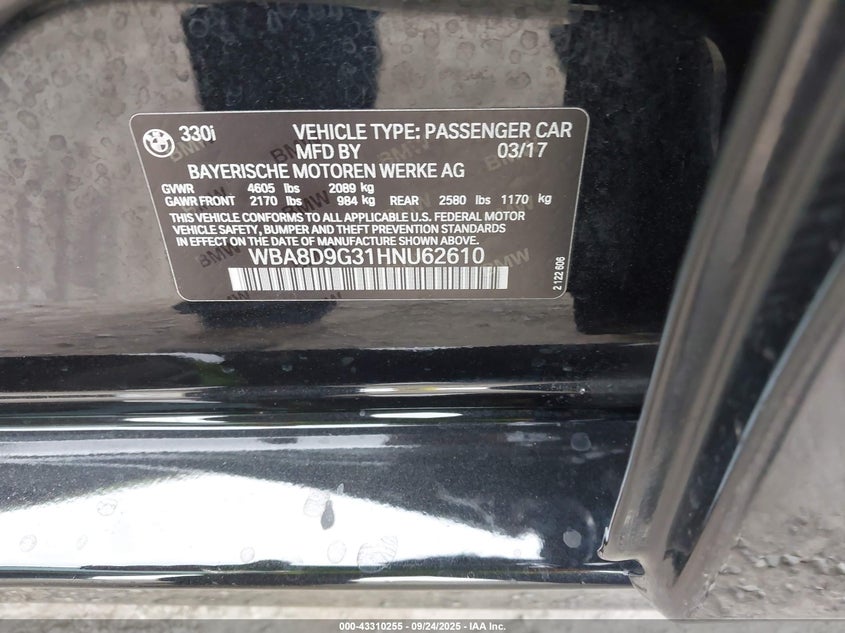 330i VEHICLE TYPE: PASSENGER CAR
MFD BY 03/17
BAYERISCHE MOTOREN WERKE AG
GVWR 4605 lbs 2089 kg
GAWR FRONT 2170 lbs 984 kg REAR 2580 lbs 1170 kg
THIS VEHICLE CONFORMS TO ALL APPLICABLE U.S. FEDERAL MOTOR
VEHICLE SAFETY, BUMPER AND THEFT PREVENTION STANDARDS
IN EFFECT ON THE DATE OF MANUFACTURE SHOWN ABOVE
WBA8D9G31HNU62610
2 122 606
000-43310255 - 09/24/2025 - IAA Inc.